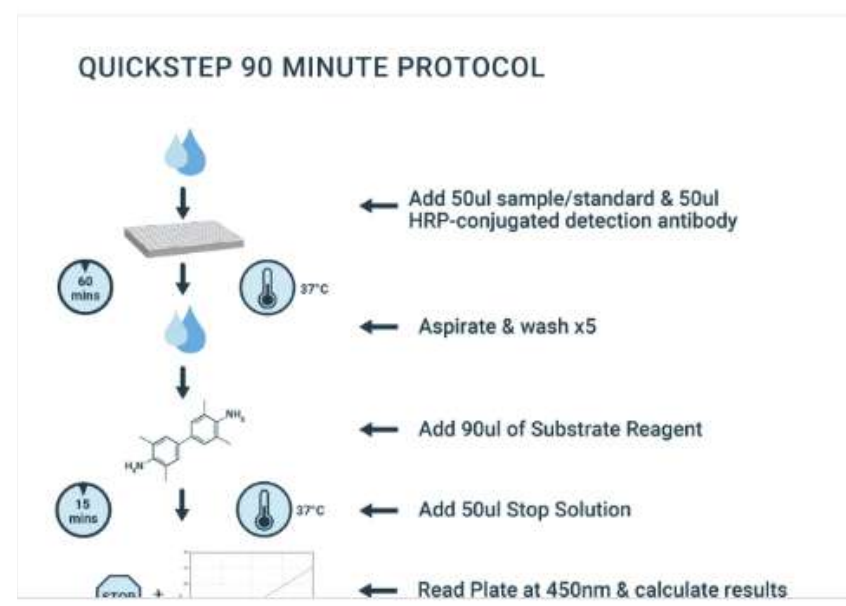 QUICKSTEP 90 MINUTE PROTOCOL
Add 50ul sample/standard & 50ul
HRP-conjugated detection antibody
60
mins
37°C
Aspirate & wash x5
NH₂
H₂N
Add 90ul of Substrate Reagent
15
mins
37°C
Add 50ul Stop Solution
STOP
+
Read Plate at 450nm & calculate results